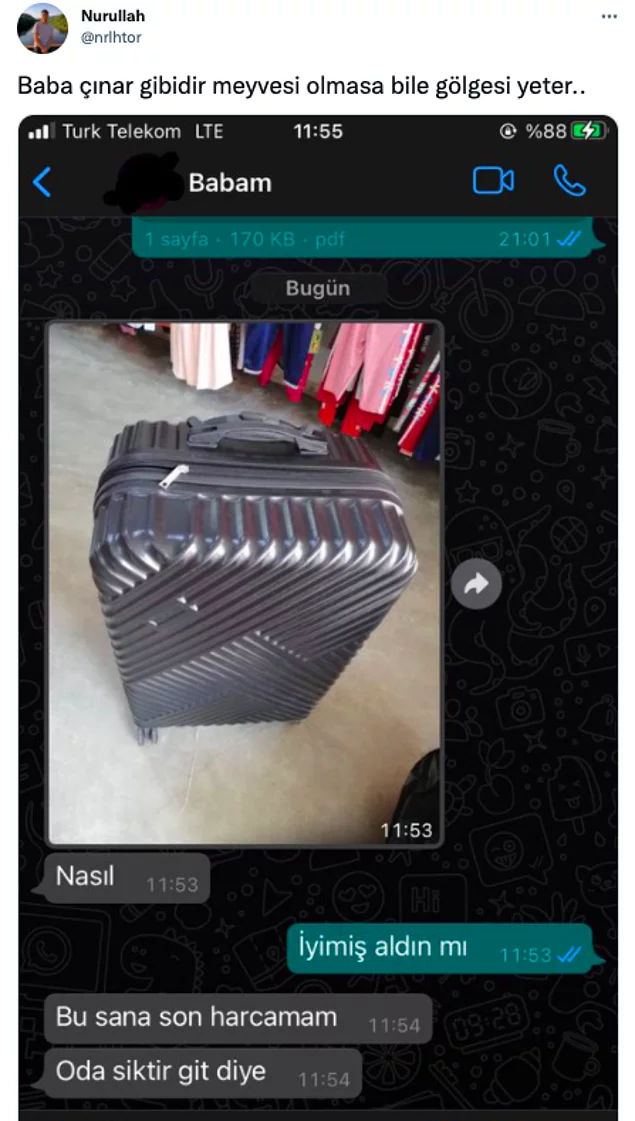 Nurullah
@nrlhtor
Baba çınar gibidir meyvesi olmasa bile gölgesi yeter..
Turk Telekom LTE 11:55 %88
Babam
1 sayfa · 170 KB · pdf 21:01
Bugün
11:53
Nasıl 11:53
İyimiş aldın mı 11:53
Bu sana son harcamam 11:54
Oda siktir git diye 11:54